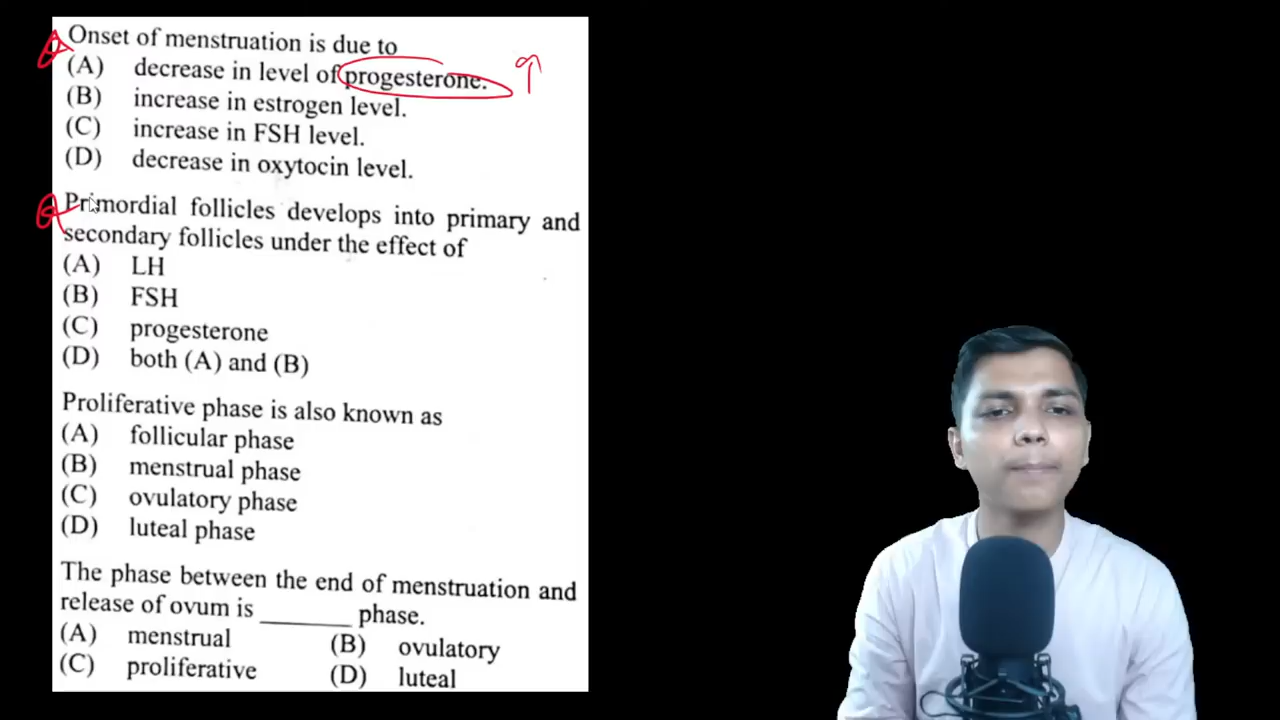 Onset of menstruation is due to
(A) decrease in level of progesterone.
(B) increase in estrogen level.
(C) increase in FSH level.
(D) decrease in oxytocin level.
Primordial follicles develops into primary and
secondary follicles under the effect of
(A) LH
(B) FSH
(C) progesterone
(D) both (A) and (B)
Proliferative phase is also known as
(A) follicular phase
(B) menstrual phase
(C) ovulatory phase
(D) luteal phase
The phase between the end of menstruation and
release of ovum is ________ phase.
(A) menstrual (B) ovulatory
(C) proliferative (D) luteal